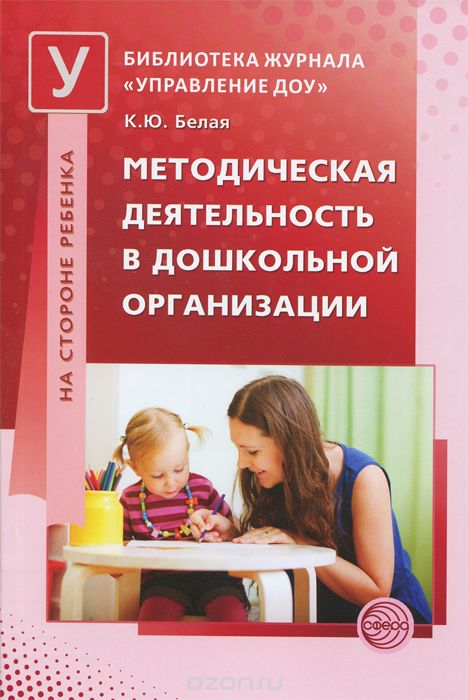 У
БИБЛИОТЕКА ЖУРНАЛА
«УПРАВЛЕНИЕ ДОУ»
К.Ю. Белая
МЕТОДИЧЕСКАЯ
ДЕЯТЕЛЬНОСТЬ
В ДОШКОЛЬНОЙ
ОРГАНИЗАЦИИ
НА СТОРОНЕ РЕБЕНКА
сфера
ozon.ru